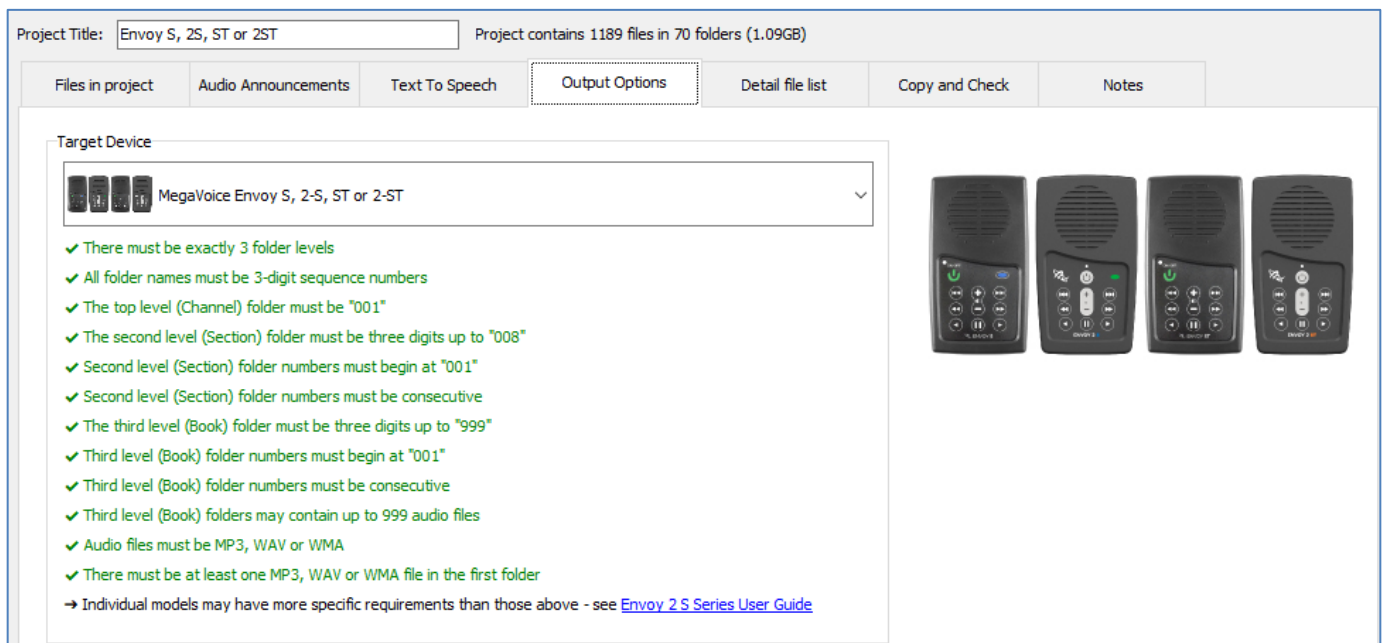 Project Title: Envoy S, 2S, ST or 2ST Project contains 1189 files in 70 folders (1.09GB)
Files in project Audio Announcements Text To Speech Output Options Detail file list Copy and Check Notes
Target Device
MegaVoice Envoy S, 2-S, ST or 2-ST
✔ There must be exactly 3 folder levels
✔ All folder names must be 3-digit sequence numbers
✔ The top level (Channel) folder must be "001"
✔ The second level (Section) folder must be three digits up to "008"
✔ Second level (Section) folder numbers must begin at "001"
✔ Second level (Section) folder numbers must be consecutive
✔ The third level (Book) folder must be three digits up to "999"
✔ Third level (Book) folder numbers must begin at "001"
✔ Third level (Book) folder numbers must be consecutive
✔ Third level (Book) folders may contain up to 999 audio files
✔ Audio files must be MP3, WAV or WMA
✔ There must be at least one MP3, WAV or WMA file in the first folder
➔ Individual models may have more specific requirements than those above - see Envoy 2 S Series User Guide